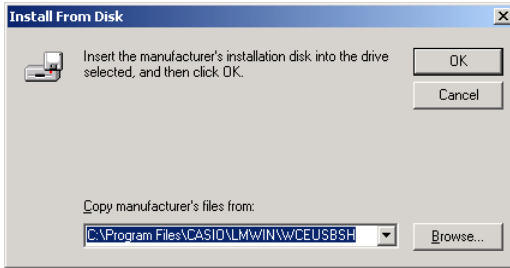 Install From Disk
Insert the manufacturer's installation disk into the drive
selected, and then click OK.
OK
Cancel
Copy manufacturer's files from:
C:\Program Files\CASIO\LMWIN\WCEUSBSH
Browse...